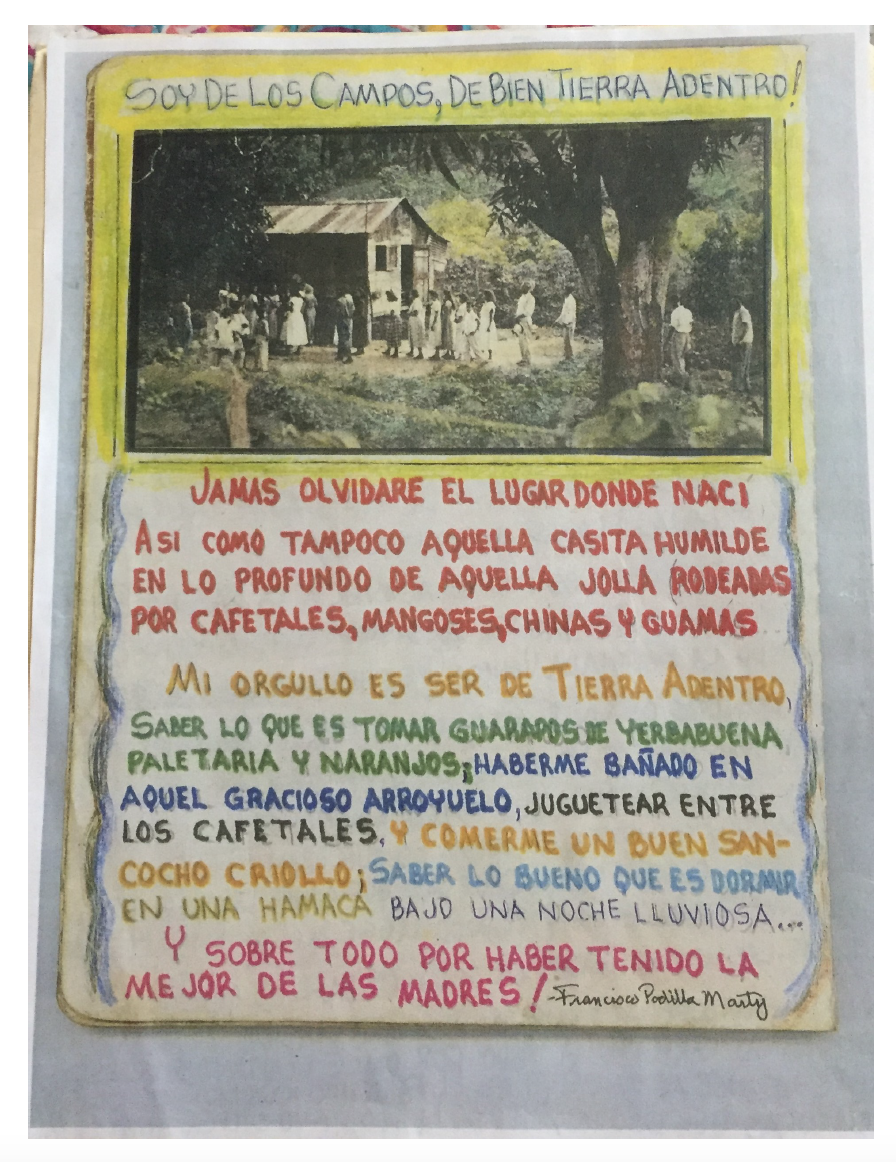 SOY DE LOS CAMPOS, DE BIEN TIERRA ADENTRO!
JAMAS OLVIDARE EL LUGAR DONDE NACI
ASI COMO TAMPOCO AQUELLA CASITA HUMILDE
EN LO PROFUNDO DE AQUELLA JOLLA RODEADAS
POR CAFETALES, MANGOSES, CHINAS Y GUAMAS
MI ORGULLO ES SER DE TIERRA ADENTRO,
SABER LO QUE ES TOMAR GUARAPOS DE YERBABUENA
PALETARIA Y NARANJOS; HABERME BAÑADO EN
AQUEL GRACIOSO ARROYUELO, JUGUETEAR ENTRE
LOS CAFETALES, Y COMERME UN BUEN SAN-
COCHO CRIOLLO; SABER LO BUENO QUE ES DORMIR
EN UNA HAMACA BAJO UNA NOCHE LLUVIOSA...
Y SOBRE TODO POR HABER TENIDO LA
MEJOR DE LAS MADRES! -Francisco Padilla Marty